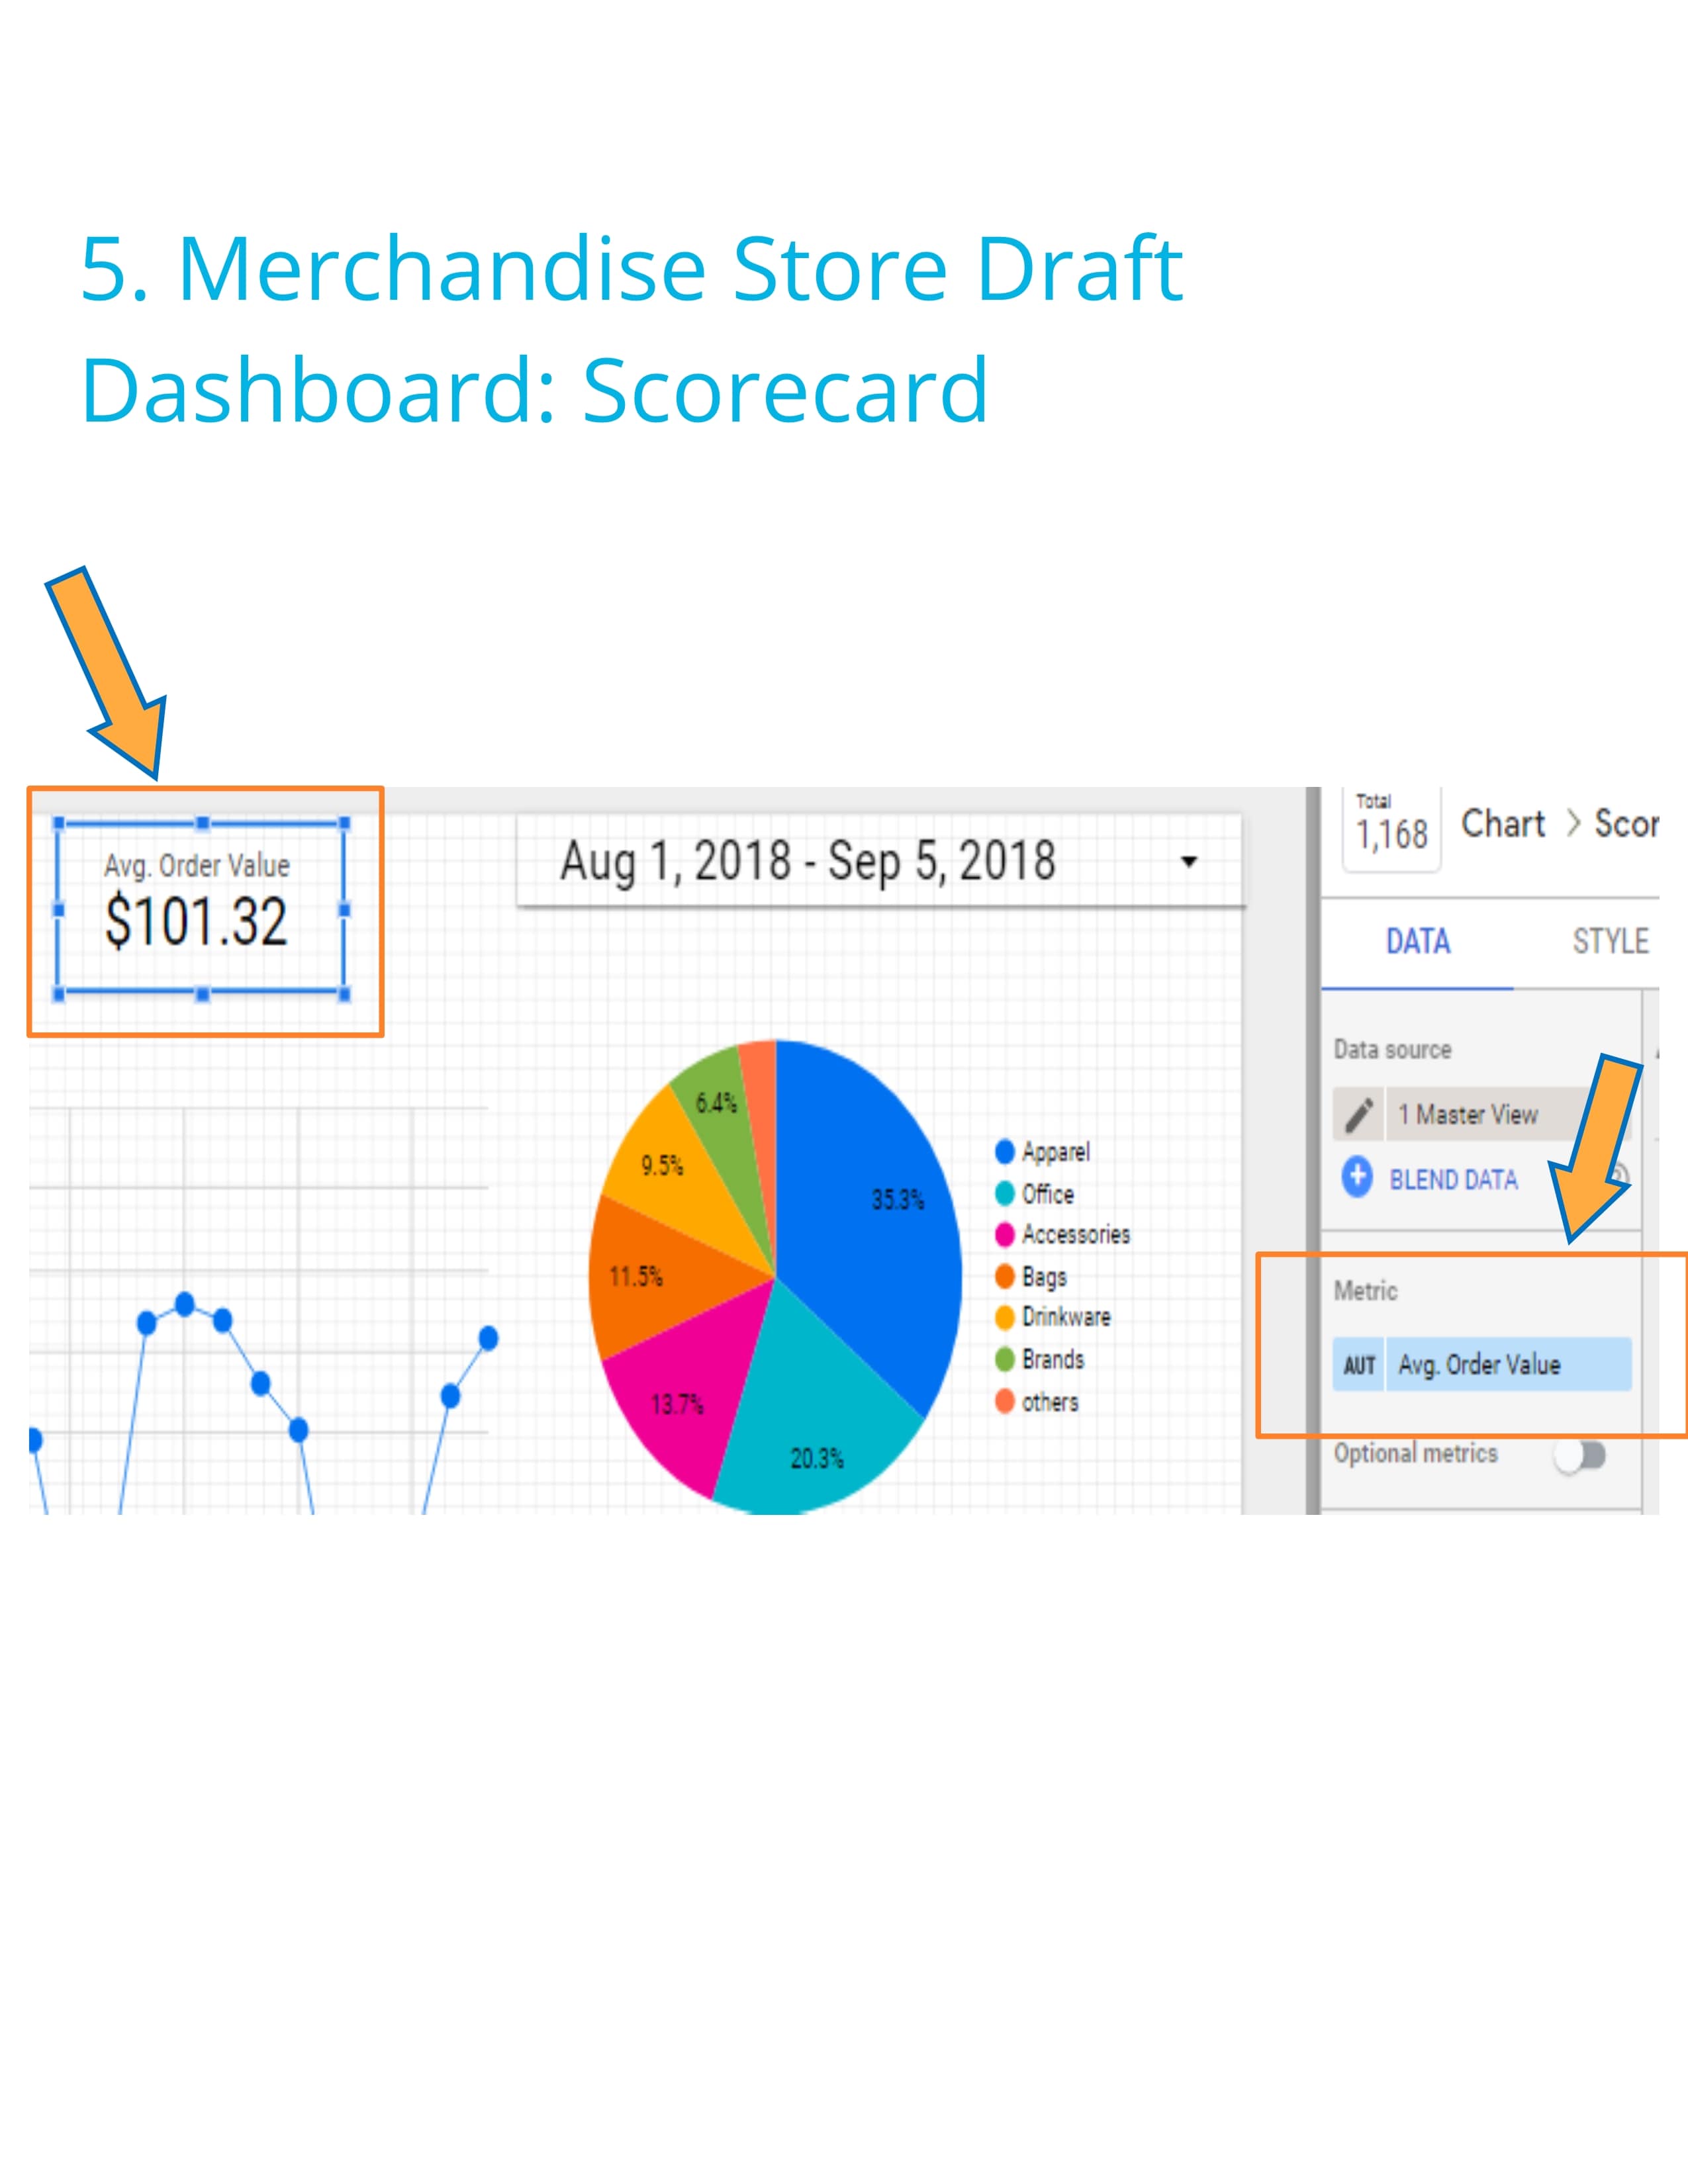 5. Merchandise Store Draft
Dashboard: Scorecard
Avg. Order Value
$101.32
Aug 1, 2018 - Sep 5, 2018
6.4%
9.5%
35.3%
11.5%
13.7%
20.3%
Apparel
Office
Accessories
Bags
Drinkware
Brands
others
Total
1,168
Chart > Scor
DATA STYLE
Data source
1 Master View
BLEND DATA
Metric
AUT Avg. Order Value
Optional metrics